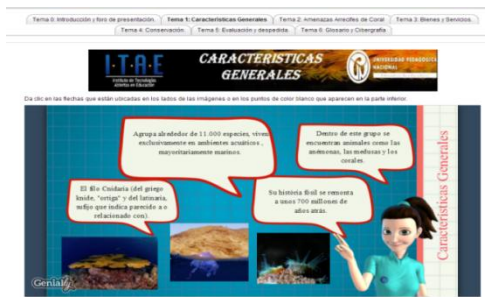 Tema 0: Introducción y foro de presentación.
Tema 1: Características Generales
Tema 2: Amenazas Arrecifes de Coral
Tema 3: Bienes y Servicios.
Tema 4: Conservación.
Tema 5: Evaluación y despedida.
Tema 6: Glosario y Cibergrafía
I.T.A.E
CARACTERISTICAS
GENERALES
UNIVERSIDAD PEDAGOGICA
NACIONAL
Da clic en las flechas que están ubicadas en los lados de las imágenes o en los puntos de color blanco que aparecen en la parte inferior.
Agrupa alrededor de 11.000 especies, viven
exclusivamente en ambientes acuáticos ,
mayoritariamente marinos.
Dentro de este grupo se
encuentran animales como las
anémonas, las medusas y los
corales.
El filo Cnidaria (del griego
knide, "ortiga" y del latín aria,
sufijo que indica parecido a o
relacionado con).
Su historia fósil se remonta
a unos 700 millones de
años atrás.
Características Generales
Genially